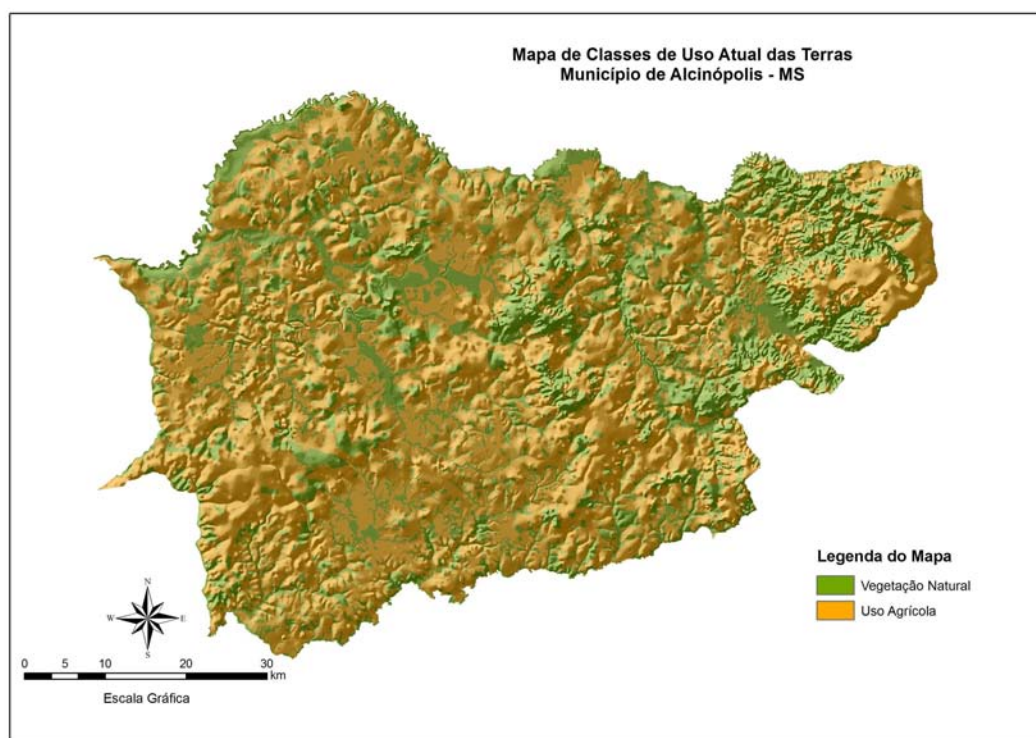 Mapa de Classes de Uso Atual das Terras
Município de Alcinópolis - MS
Legenda do Mapa
Vegetação Natural
Uso Agrícola
N
W E
S
0 5 10 20 30
km
Escala Gráfica